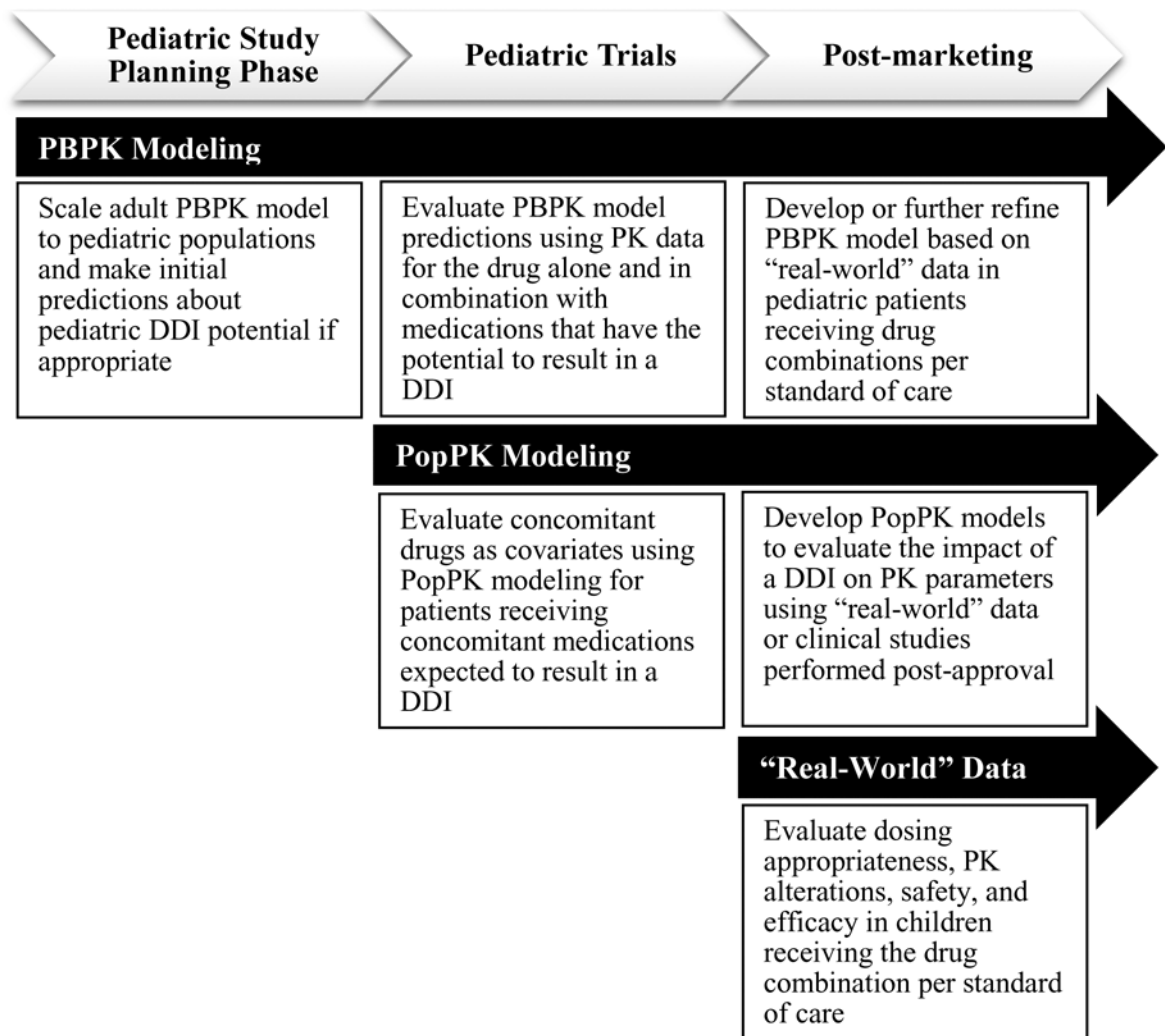 Pediatric Study
Planning Phase
Pediatric Trials
Post-marketing
PBPK Modeling
Scale adult PBPK model
to pediatric populations
and make initial
predictions about
pediatric DDI potential if
appropriate
Evaluate PBPK model
predictions using PK data
for the drug alone and in
combination with
medications that have the
potential to result in a
DDI
Develop or further refine
PBPK model based on
“real-world” data in
pediatric patients
receiving drug
combinations per
standard of care
PopPK Modeling
Evaluate concomitant
drugs as covariates using
PopPK modeling for
patients receiving
concomitant medications
expected to result in a
DDI
Develop PopPK models
to evaluate the impact of
a DDI on PK parameters
using “real-world” data
or clinical studies
performed post-approval
“Real-World” Data
Evaluate dosing
appropriateness, PK
alterations, safety, and
efficacy in children
receiving the drug
combination per standard
of care